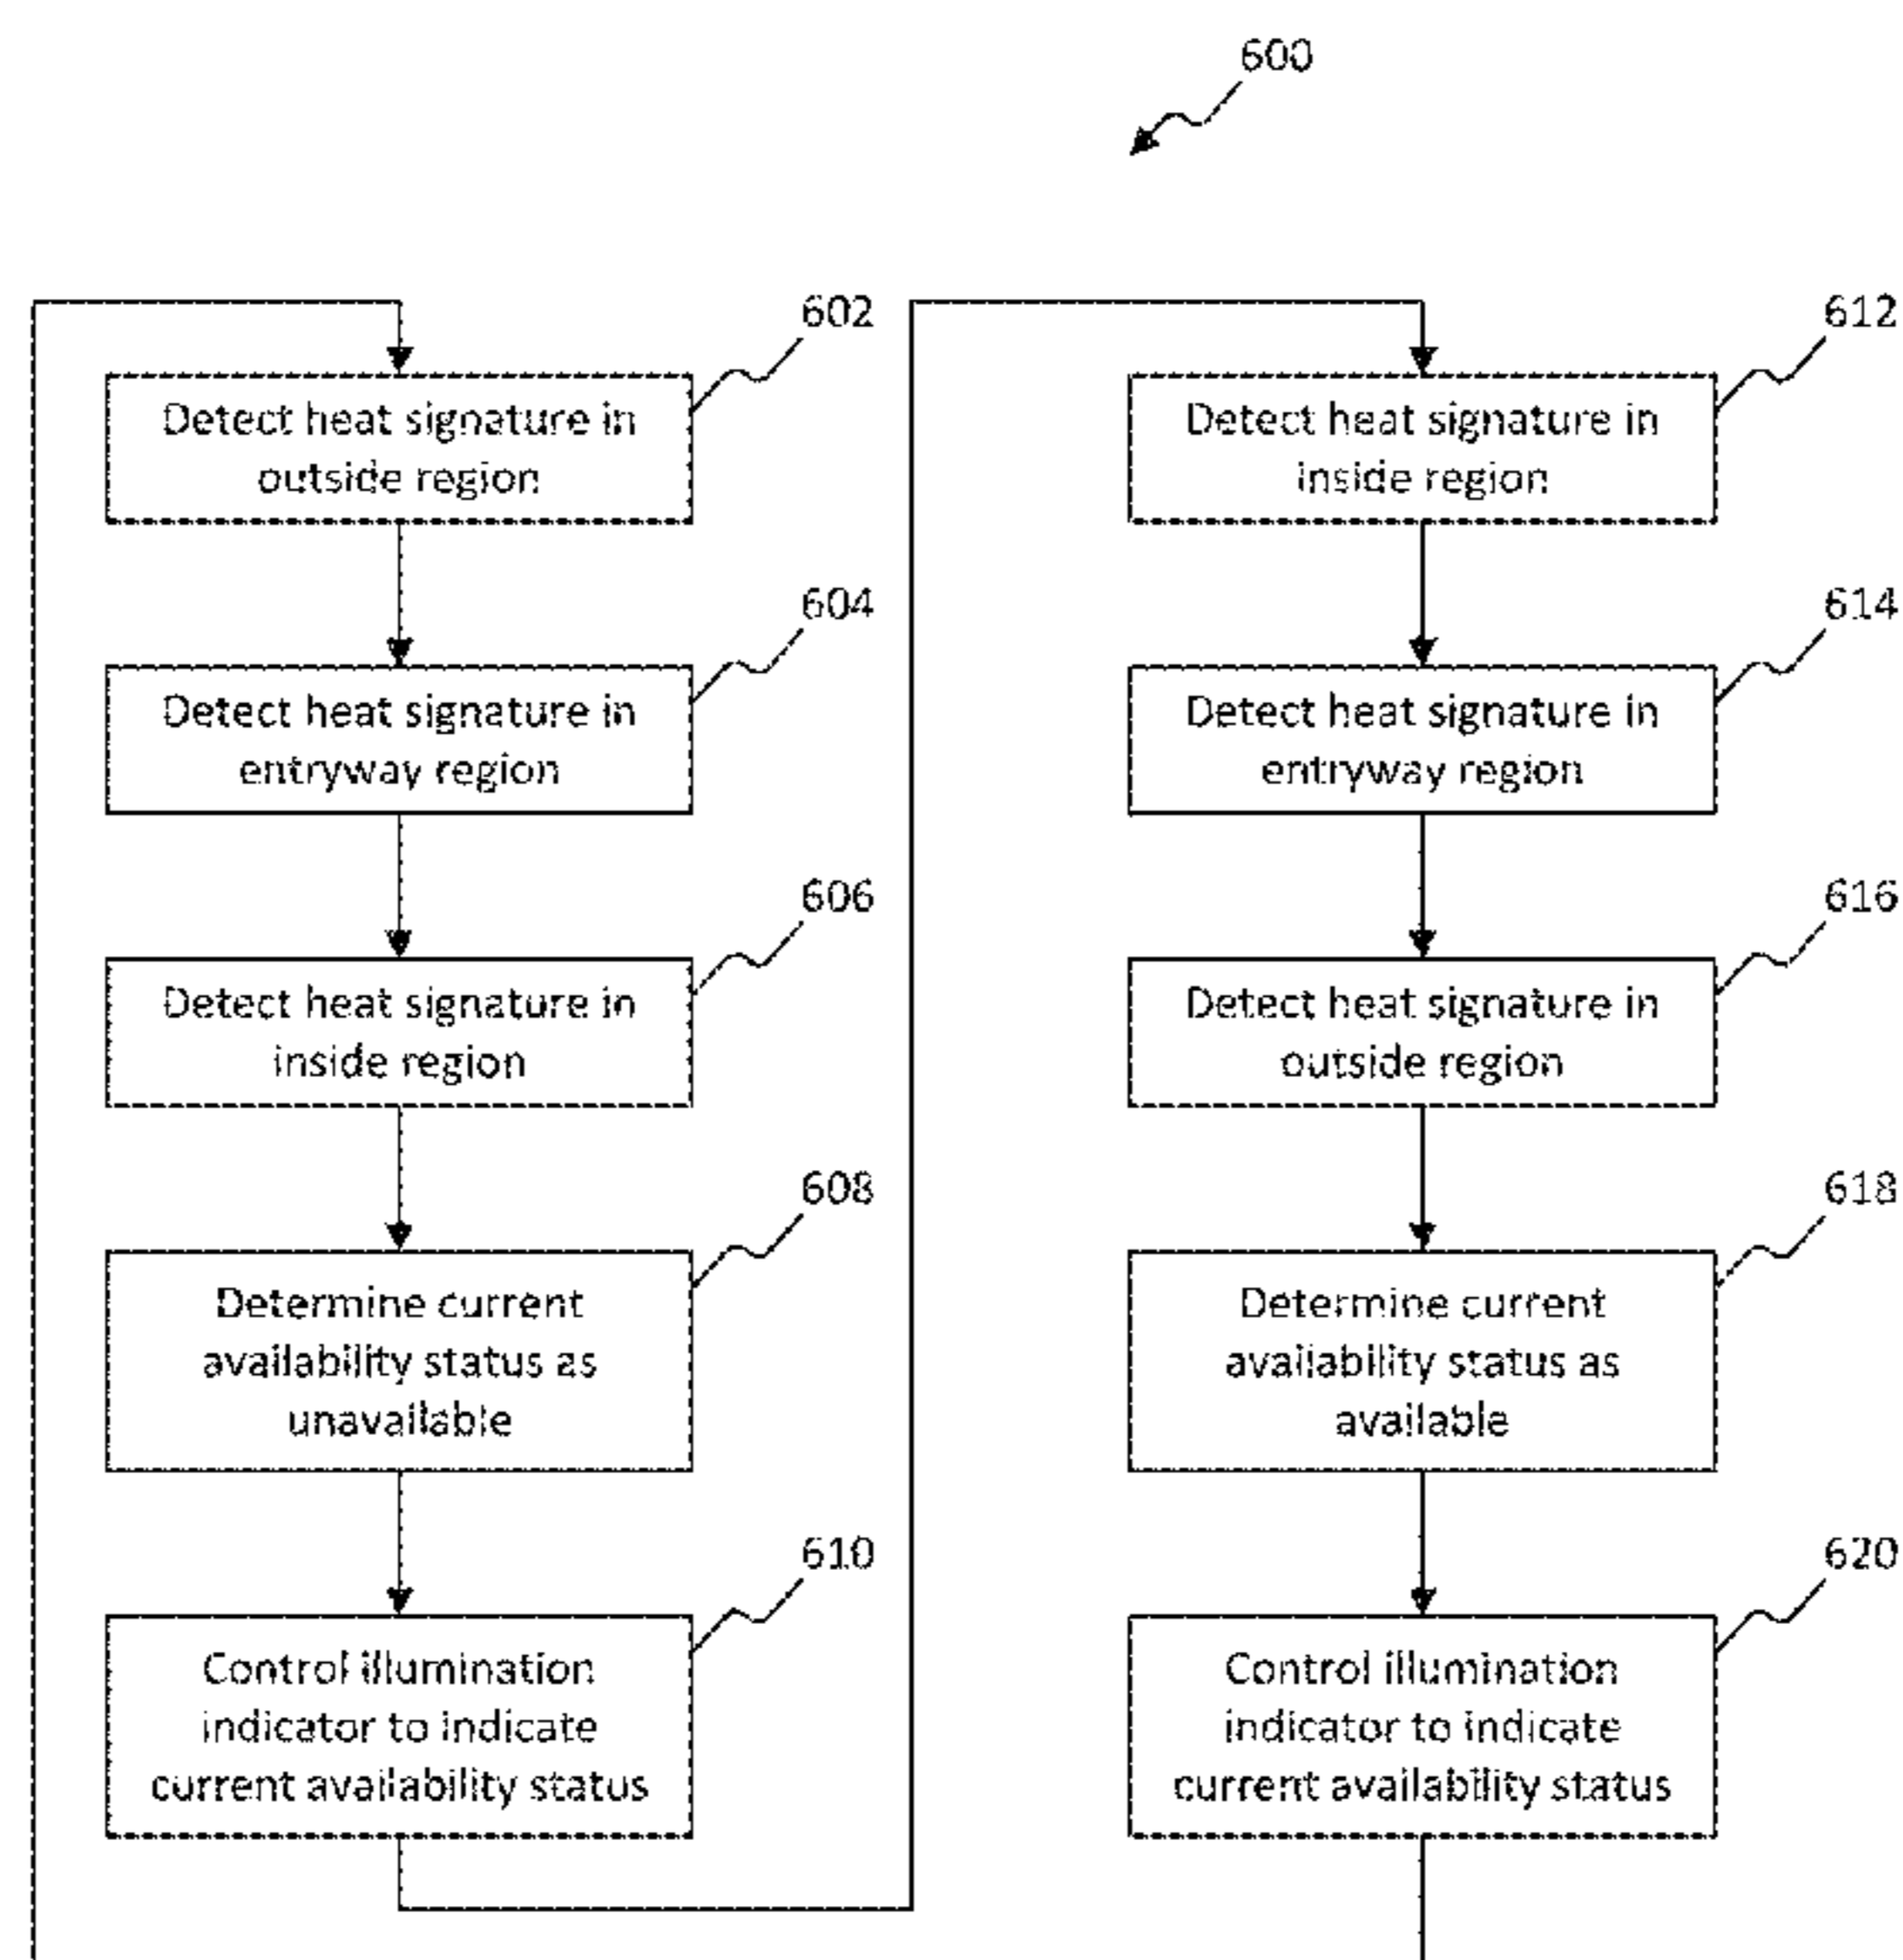 600
602
Detect heat signature in
outside region
604
Detect heat signature in
entryway region
606
Detect heat signature in
inside region
608
Determine current
availability status as
unavailable
610
Control illumination
indicator to indicate
current availability status
612
Detect heat signature in
inside region
614
Detect heat signature in
entryway region
616
Detect heat signature in
outside region
618
Determine current
availability status as
available
620
Control illumination
indicator to indicate
current availability status